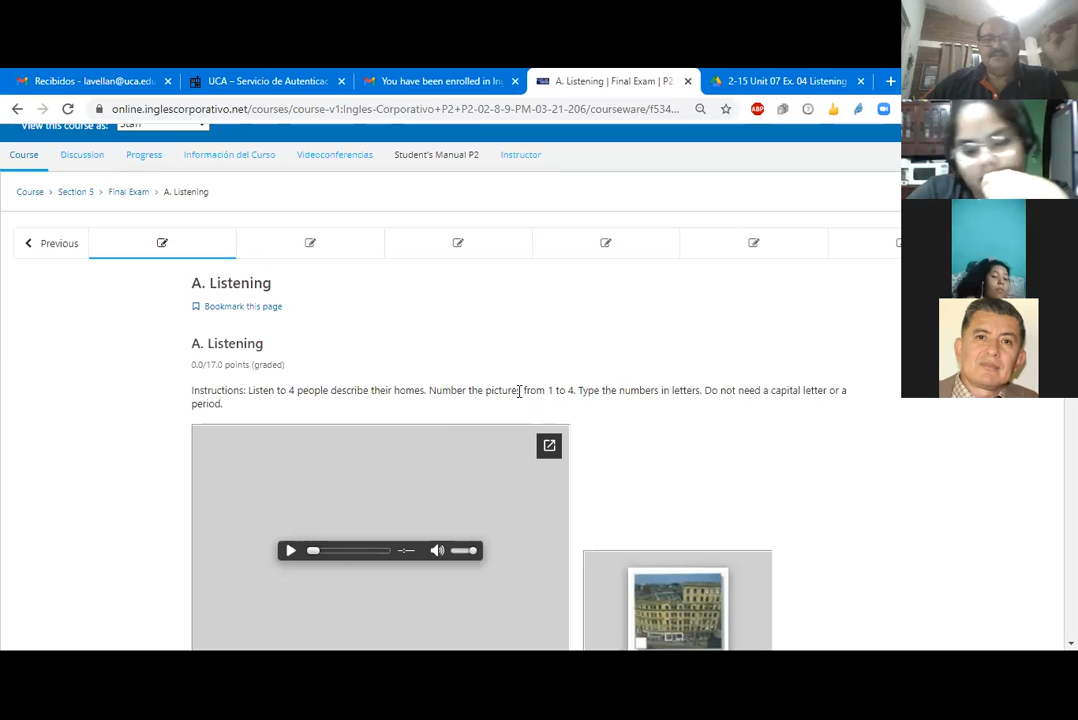 Recibidos - lavellan@uca.edu
UCA – Servicio de Autenticac
You have been enrolled in In
A. Listening | Final Exam | P2
2-15 Unit 07 Ex. 04 Listening
online.inglescorporativo.net/courses/course-v1:Ingles-Corporativo+P2+P2-02-8-9-PM-03-21-206/courseware/f534...
ABP
View this course as:
Staff
Course
Discussion
Progress
Información del Curso
Videoconferencias
Student's Manual P2
Instructor
Course > Section 5 > Final Exam > A. Listening
Previous
A. Listening
Bookmark this page
A. Listening
0.0/17.0 points (graded)
Instructions: Listen to 4 people describe their homes. Number the pictures from 1 to 4. Type the numbers in letters. Do not need a capital letter or a
period.
-:--